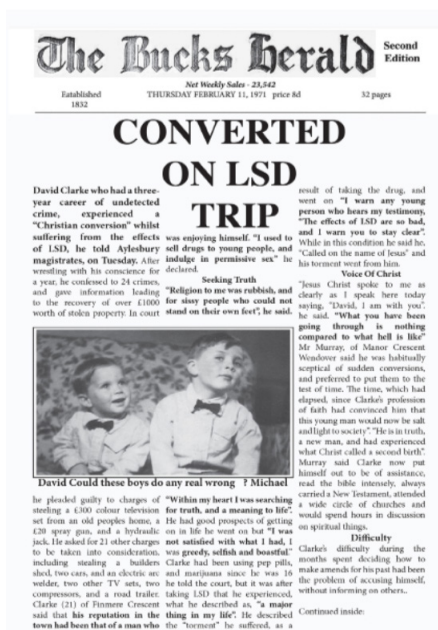 The Bucks Herald
Second
Edition
Net Weekly Sales - 23,542
Eatablished
1832
THURSDAY FEBRUARY 11, 1971 price 8d
32 pages
CONVERTED
ON LSD
TRIP
David Clarke who had a three-
year career of undetected
crime, experienced a
"Christian conversion" whilst
suffering from the effects
of LSD, he told Aylesbury
magistrates, on Tuesday. After
wrestling with his conscience for
a year, he confessed to 24 crimes,
and gave information leading
to the recovery of over £1000
worth of stolen property. In court
was enjoying himself. "I used to
sell drugs to young people, and
indulge in permissive sex" he
declared.
Seeking Truth
"Religion to me was rubbish, and
for sissy people who could not
stand on their own feet", he said.
David Could these boys do any real wrong ? Michael
he pleaded guilty to charges of
steeling a £300 colour television
set from an old peoples home, a
£20 spray gun, and a hydraulic
jack. He asked for 21 other charges
to be taken into consideration,
including stealing a builders
shed, two cars, and an electric arc
welder, two other TV sets, two
compressors, and a road trailer.
Clarke (21) of Finmere Crescent
said that his reputation in the
town had been that of a man who
"Within my heart I was searching
for truth, and a meaning to life".
He had good prospects of getting
on in life he went on but "I was
not satisfied with what I had, I
was greedy, selfish and boastful."
Clarke had been using pep pills,
and marijuana since he was 16
he told the court, but it was after
taking LSD that he experienced,
what he described as, "a major
thing in my life". He described
the "torment" he suffered, as a
result of taking the drug, and
went on "I warn any young
person who hears my testimony,
"The effects of LSD are so bad,
and I warn you to stay clear".
While in this condition he said he,
"Called on the name of Jesus" and
his torment went from him.
Voice Of Christ
"Jesus Christ spoke to me as
clearly as I speak here today
saying, "David, I am with you".
he said. "What you have been
going through is nothing
compared to what hell is like"
Mr Murray, of Manor Crescent
Wendover said he was habitually
sceptical of sudden conversions,
and preferred to put them to the
test of time. The time, which had
elapsed, since Clarke's profession
of faith had convinced him that
this young man would now be salt
and light to society". "He is in truth,
a new man, and had experienced
what Christ called a second birth".
Murray said Clarke now put
himself out to be of assistance,
read the bible intensely, always
carried a New Testament, attended
a wide circle of churches and
would spend hours in discussion
on spiritual things.
Difficulty
Clarke's difficulty during the
months spent deciding how to
make amends for his past had been
the problem of accusing himself,
without informing on others..
Continued inside: